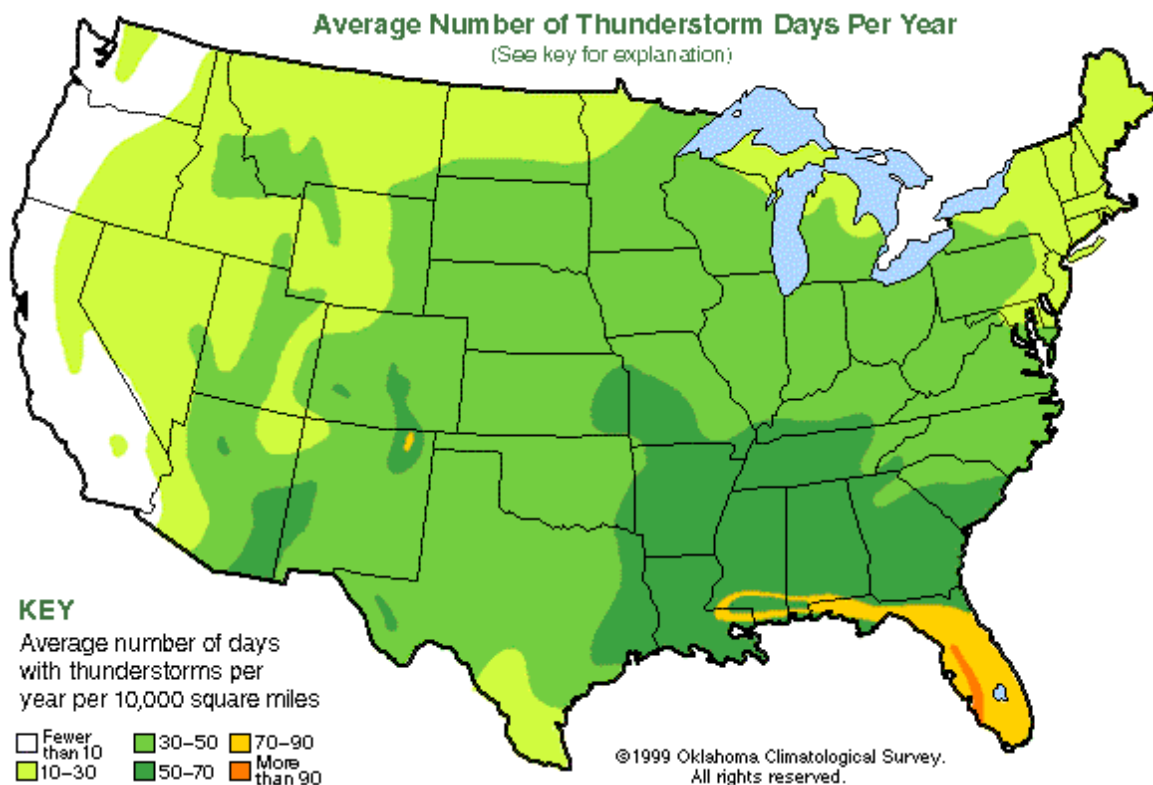 Average Number of Thunderstorm Days Per Year
(See key for explanation)
KEY
Average number of days
with thunderstorms per
year per 10,000 square miles
Fewer
than 10
30–50
70–90
10–30
50–70
More
than 90
©1999 Oklahoma Climatological Survey.
All rights reserved.